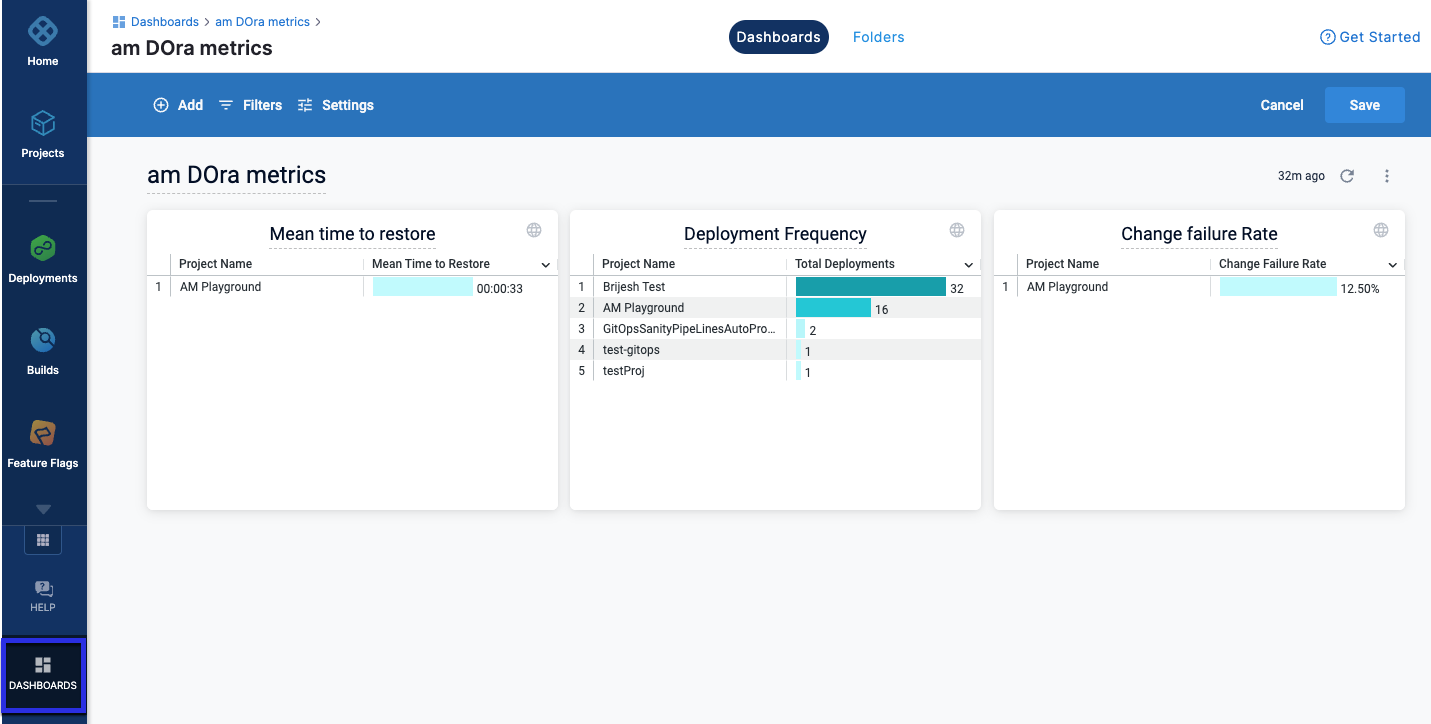 Home
Projects
Deployments
Builds
Feature Flags
HELP
DASHBOARDS
Dashboards > am DOra metrics >
am DOra metrics
Dashboards Folders
Get Started
Add Filters Settings
Cancel Save
am DOra metrics
32m ago
Mean time to restore
Project Name Mean Time to Restore
1 AM Playground 00:00:33
Deployment Frequency
Project Name Total Deployments
1 Brijesh Test 32
2 AM Playground 16
3 GitOpsSanityPipeLinesAutoPro... 2
4 test-gitops 1
5 testProj 1
Change failure Rate
Project Name Change Failure Rate
1 AM Playground 12.50%